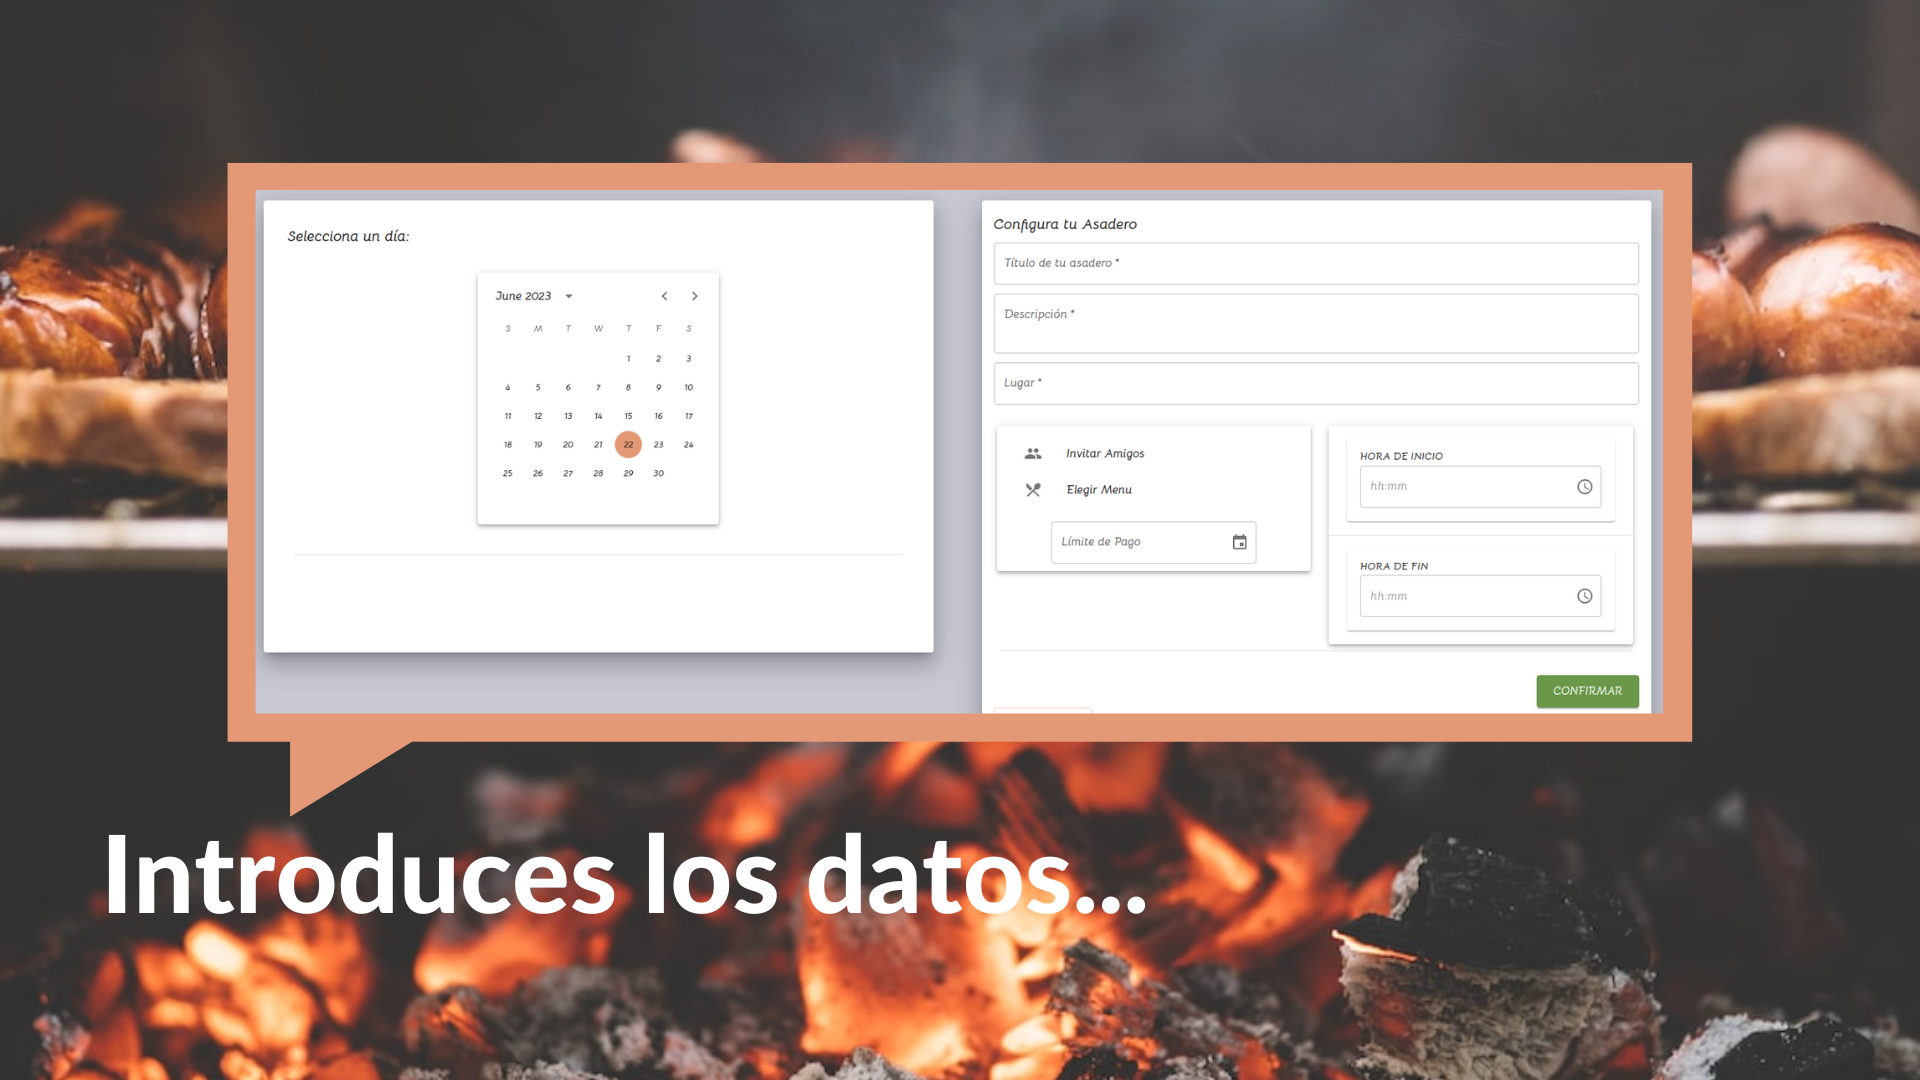 Selecciona un día:
June 2023
S M T W T F S
1 2 3
4 5 6 7 8 9 10
11 12 13 14 15 16 17
18 19 20 21 22 23 24
25 26 27 28 29 30
Configura tu Asadero
Título de tu asadero *
Descripción *
Lugar *
Invitar Amigos
Elegir Menu
Límite de Pago
HORA DE INICIO
hh:mm
HORA DE FIN
hh:mm
CONFIRMAR
Introduces los datos...